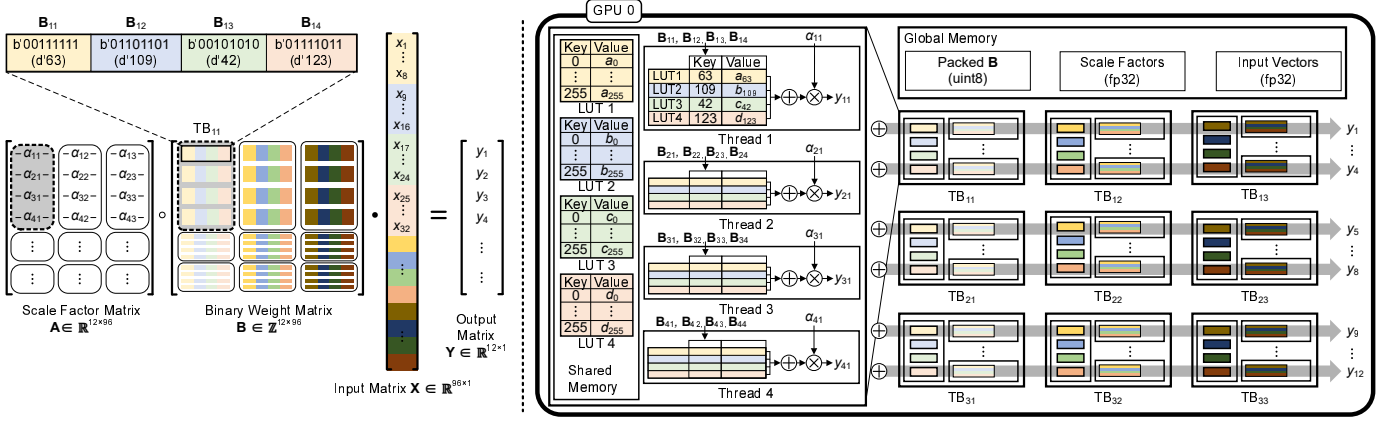 B11 B12 B13 B14
b'00111111 b'01101101 b'00101010 b'01111011
(d'63) (d'109) (d'42) (d'123)
TB11
α11 α12 α13
α21 α22 α23
α31 α32 α33
α41 α42 α43
⋮ ⋮ ⋮
⋮ ⋮ ⋮
∘
•
=
Scale Factor Matrix
A ∈ ℝ12×96
Binary Weight Matrix
B ∈ ℤ12×96
x1
⋮
x8
x9
⋮
x16
x17
⋮
x24
x25
⋮
x32
⋮
⋮
Input Matrix X ∈ ℝ96×1
y1
y2
y3
y4
⋮
⋮
Output
Matrix
Y ∈ ℝ12×1
GPU 0
Key Value
0 a0
⋮ ⋮
255 a255
LUT 1
Key Value
0 b0
⋮ ⋮
255 b255
LUT 2
Key Value
0 c0
⋮ ⋮
255 c255
LUT 3
Key Value
0 d0
⋮ ⋮
255 d255
LUT 4
Shared
Memory
B11, B12, B13, B14 α11
Key Value
LUT1 63 a63
LUT2 109 b109
LUT3 42 c42
LUT4 123 d123
y11
Thread 1
B21, B22, B23, B24 α21
y21
Thread 2
B31, B32, B33, B34 α31
y31
Thread 3
B41, B42, B43, B44 α41
y41
Thread 4
Global Memory
Packed B
(uint8)
Scale Factors
(fp32)
Input Vectors
(fp32)
y1
⋮
y4
TB11 TB12 TB13
y5
⋮
y8
TB21 TB22 TB23
y9
⋮
y12
TB31 TB32 TB33